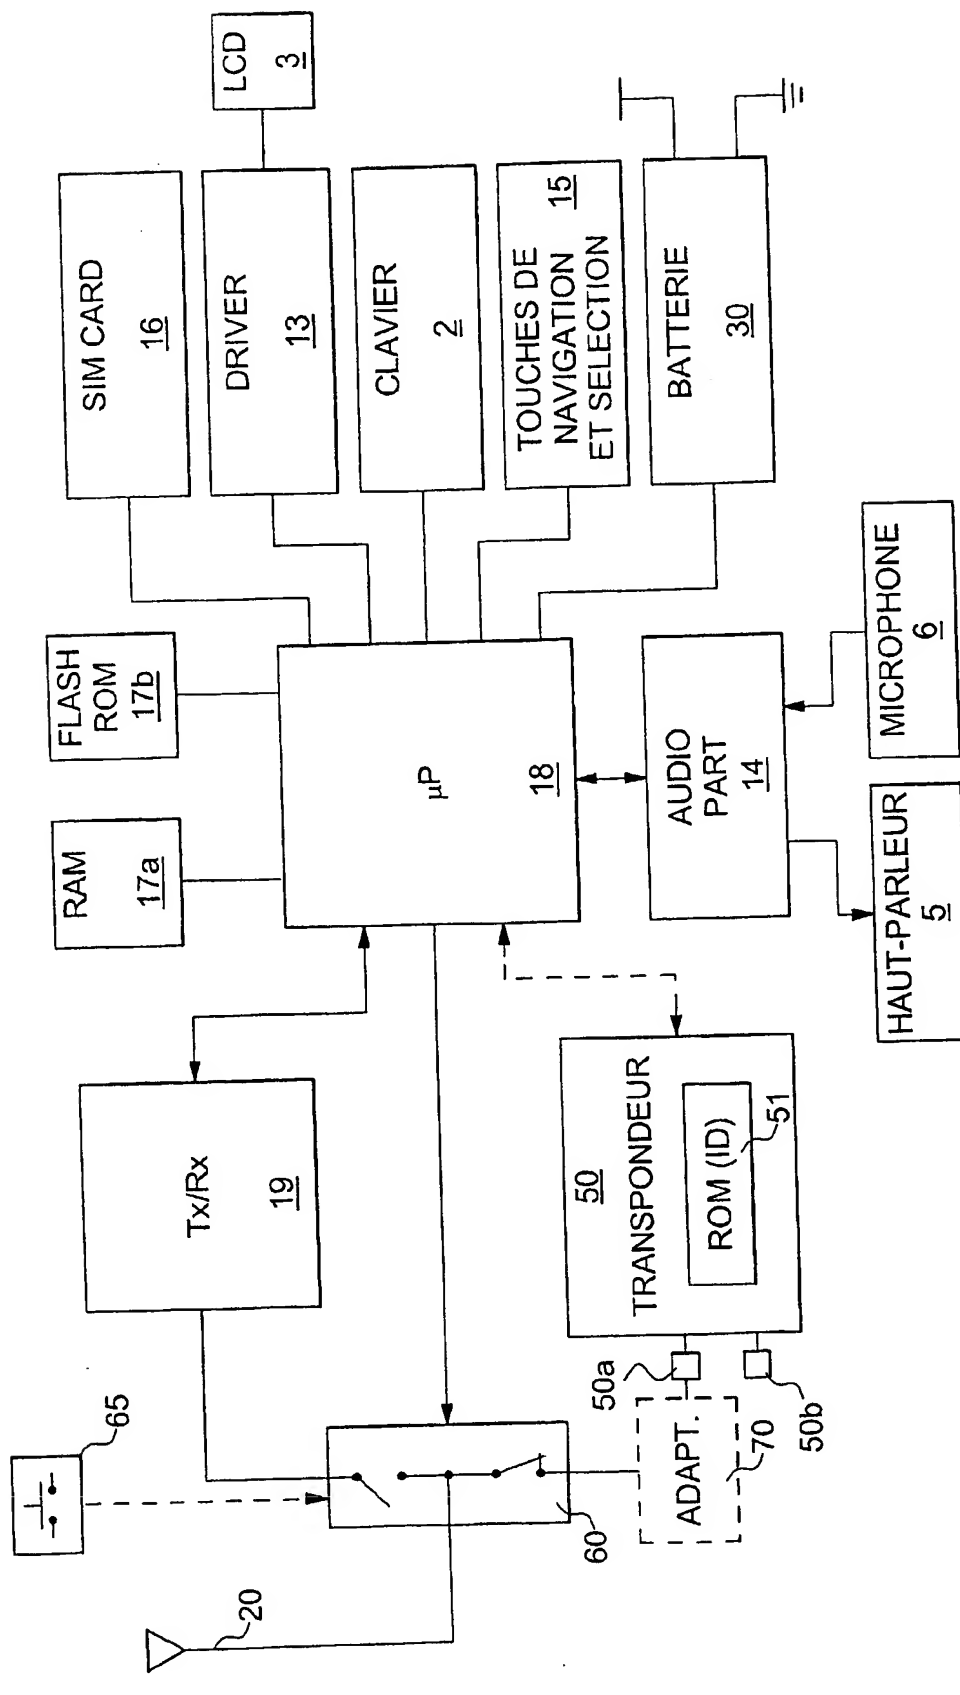 65
20
60
Tx/Rx
19
RAM
17a
FLASH
ROM
17b
SIM CARD
16
DRIVER
13
LCD
3
µP
18
CLAVIER
2
TOUCHES DE
NAVIGATION
ET SELECTION
15
BATTERIE
30
AUDIO
PART
14
MICROPHONE
6
HAUT-PARLEUR
5
50
TRANSPONDEUR
ROM (ID)
51
50a
50b
ADAPT.
70